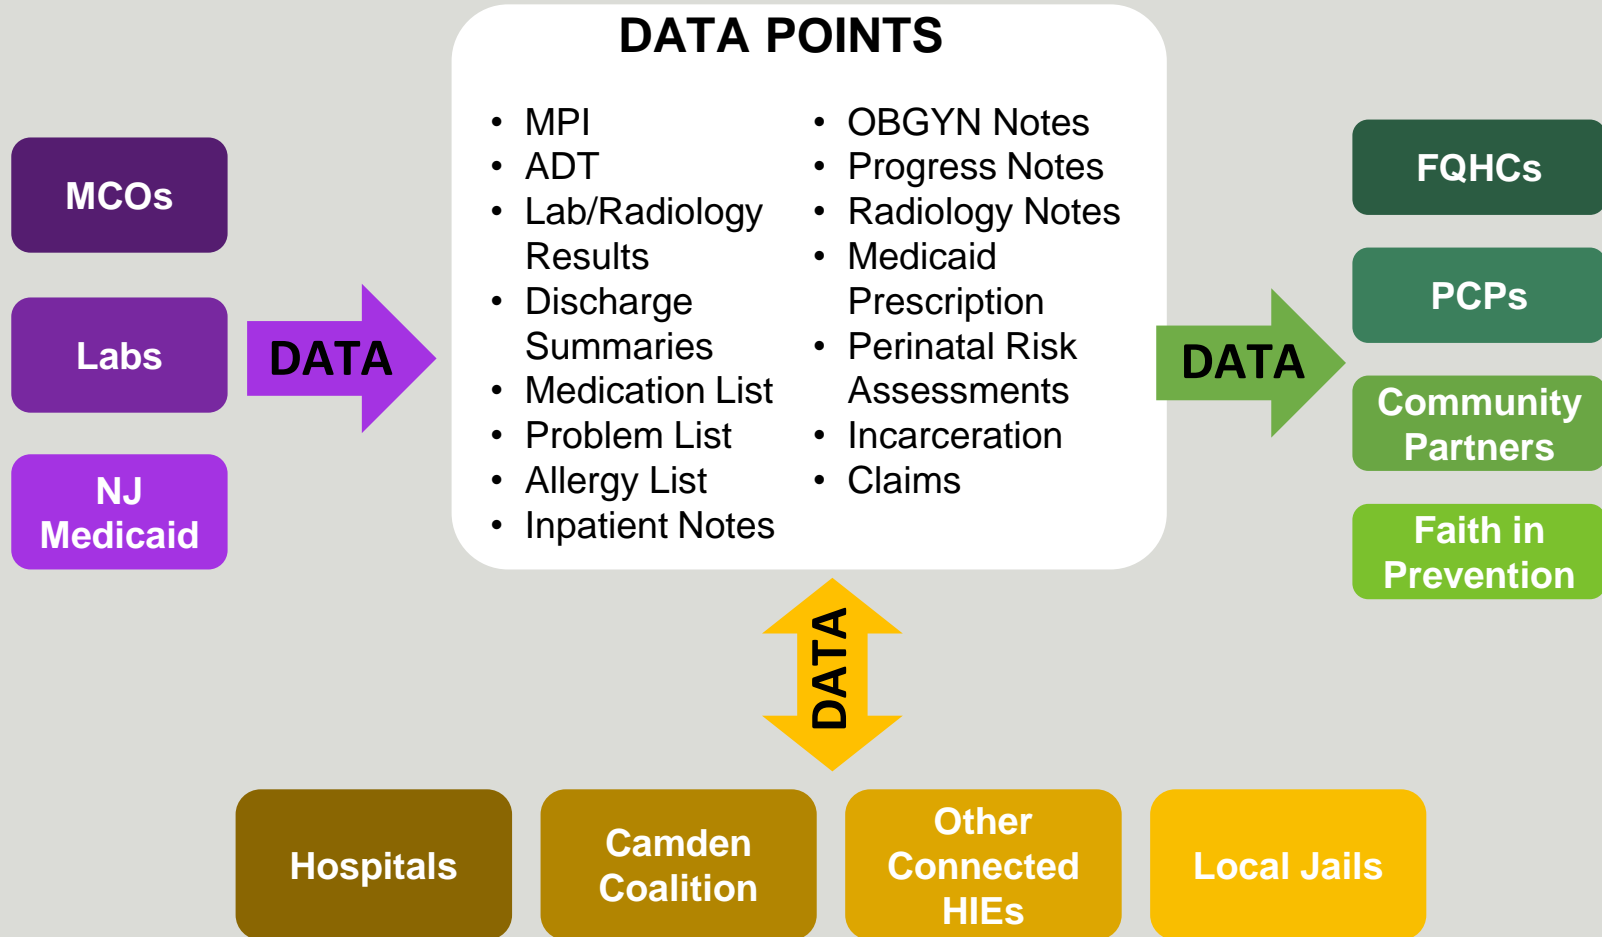 DATA POINTS
• MPI
• ADT
• Lab/Radiology
Results
• Discharge
Summaries
• Medication List
• Problem List
• Allergy List
• Inpatient Notes
• OBGYN Notes
• Progress Notes
• Radiology Notes
• Medicaid
Prescription
• Perinatal Risk
Assessments
• Incarceration
• Claims
MCOs
Labs
NJ
Medicaid
DATA
DATA
FQHCs
PCPs
Community
Partners
Faith in
Prevention
DATA
Hospitals
Camden
Coalition
Other
Connected
HIEs
Local Jails